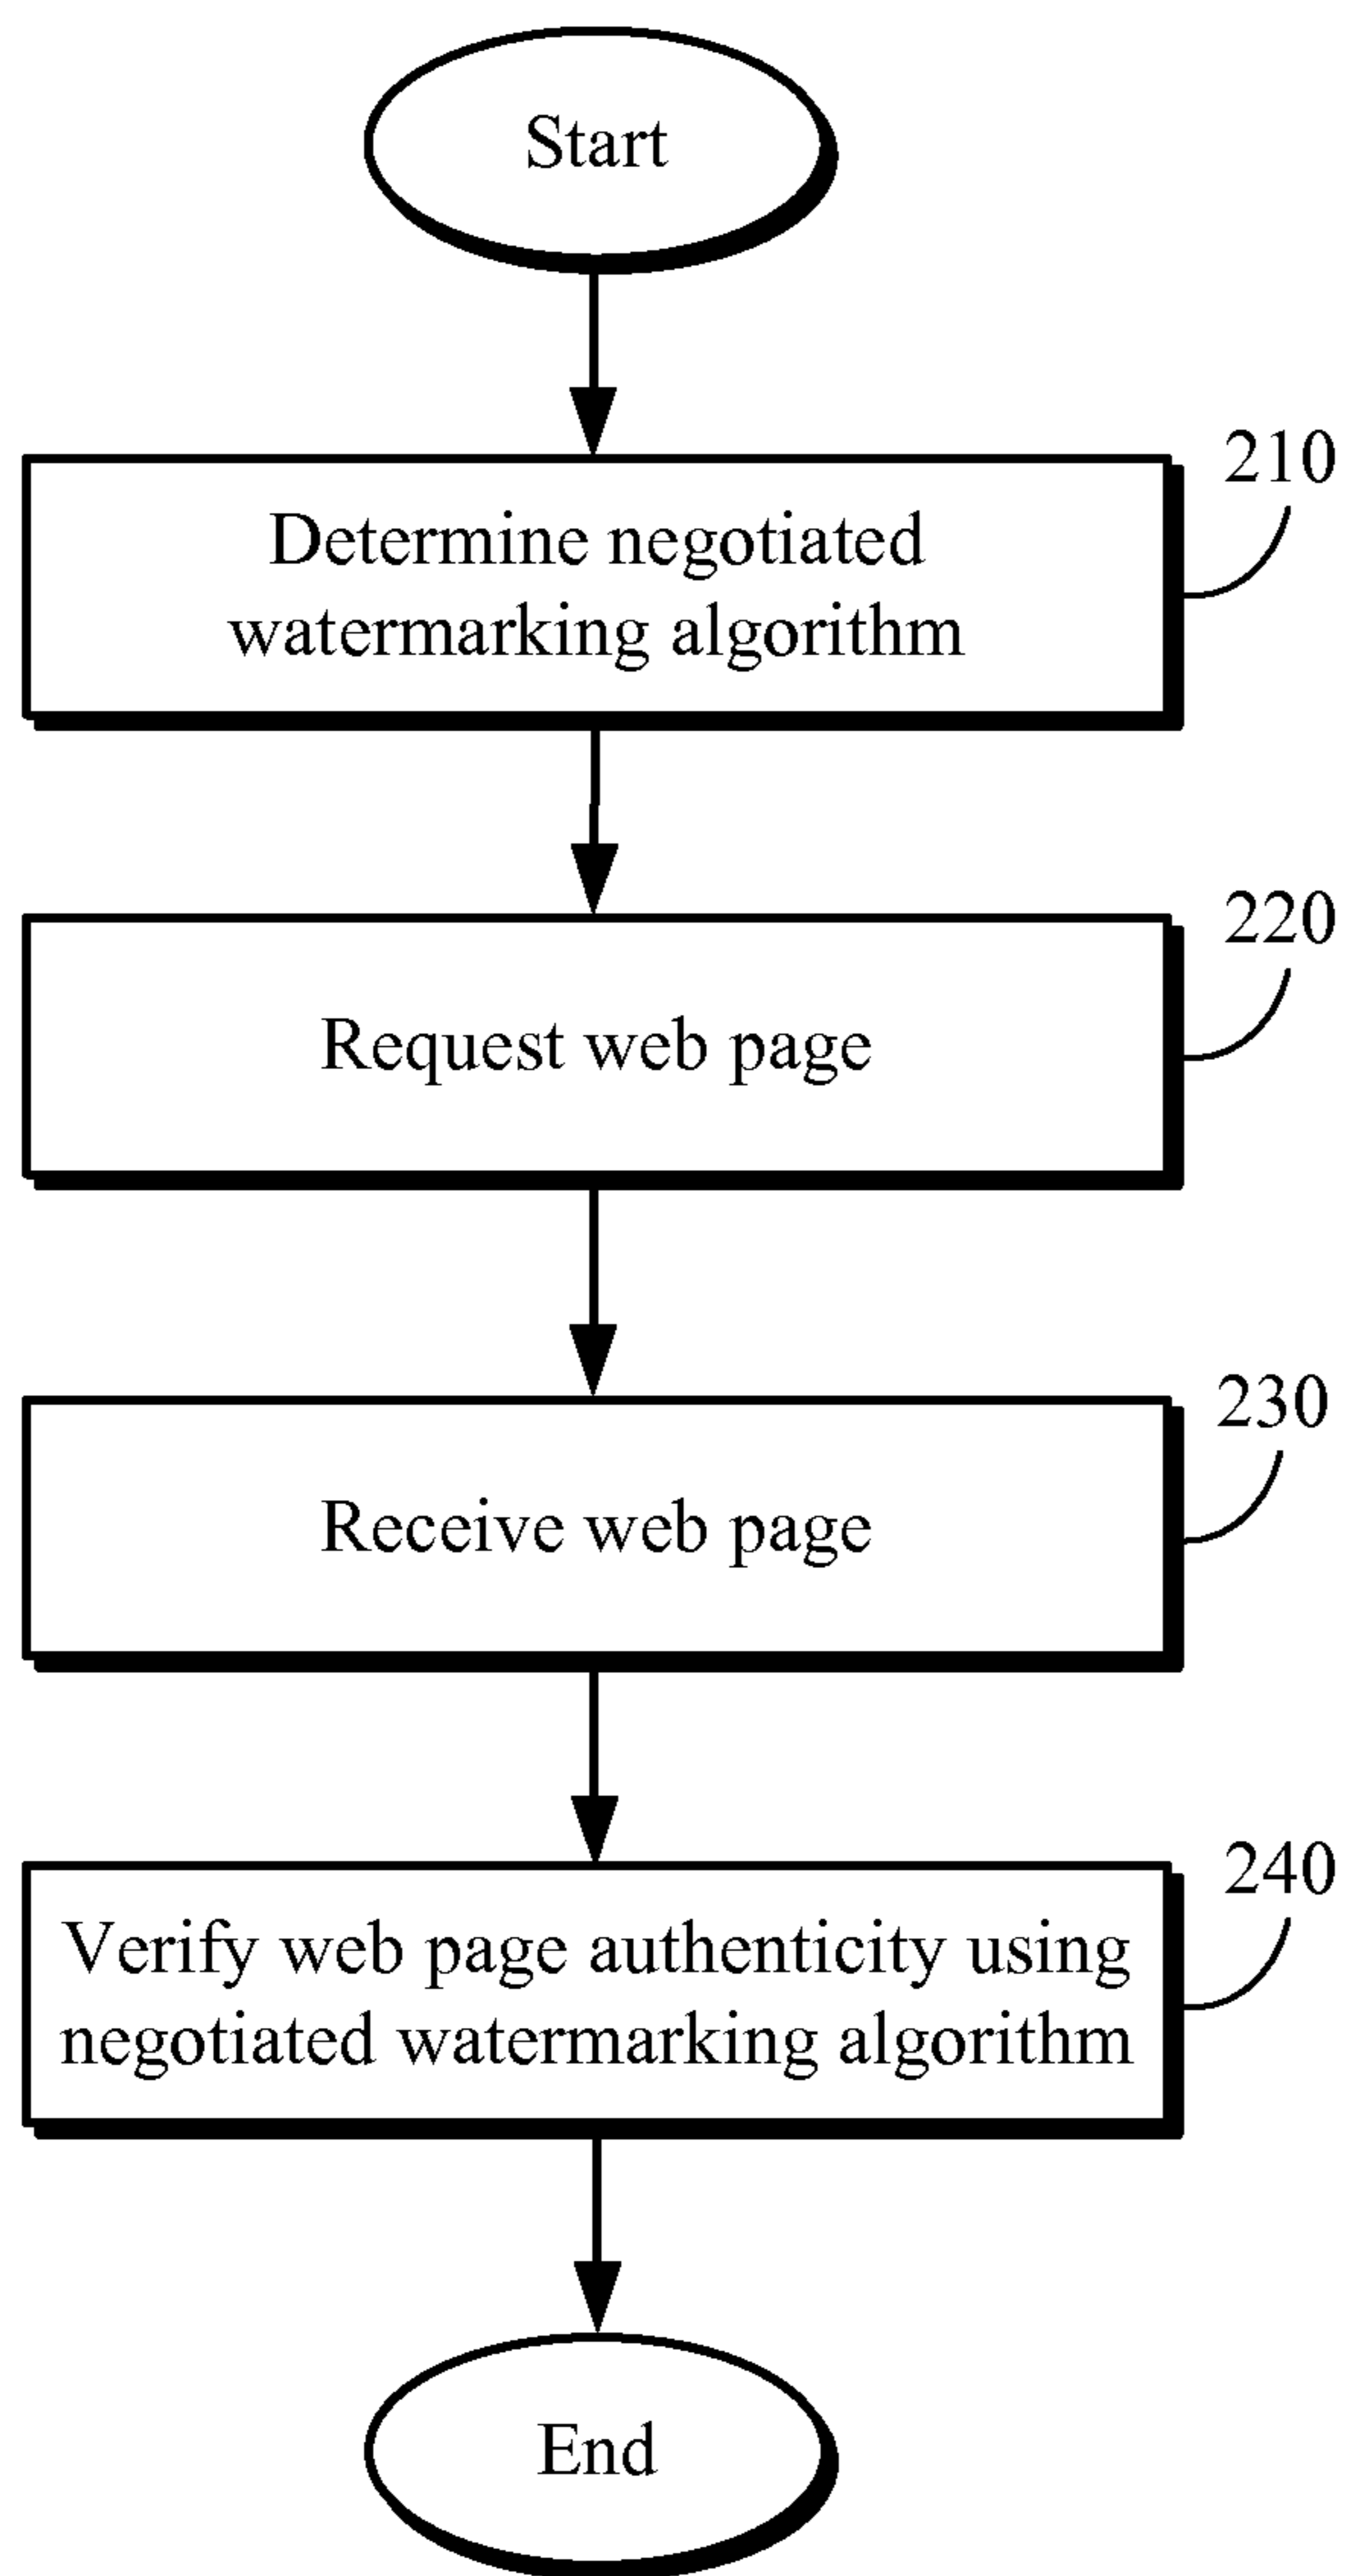 Start
210
Determine negotiated
watermarking algorithm
220
Request web page
230
Receive web page
240
Verify web page authenticity using
negotiated watermarking algorithm
End